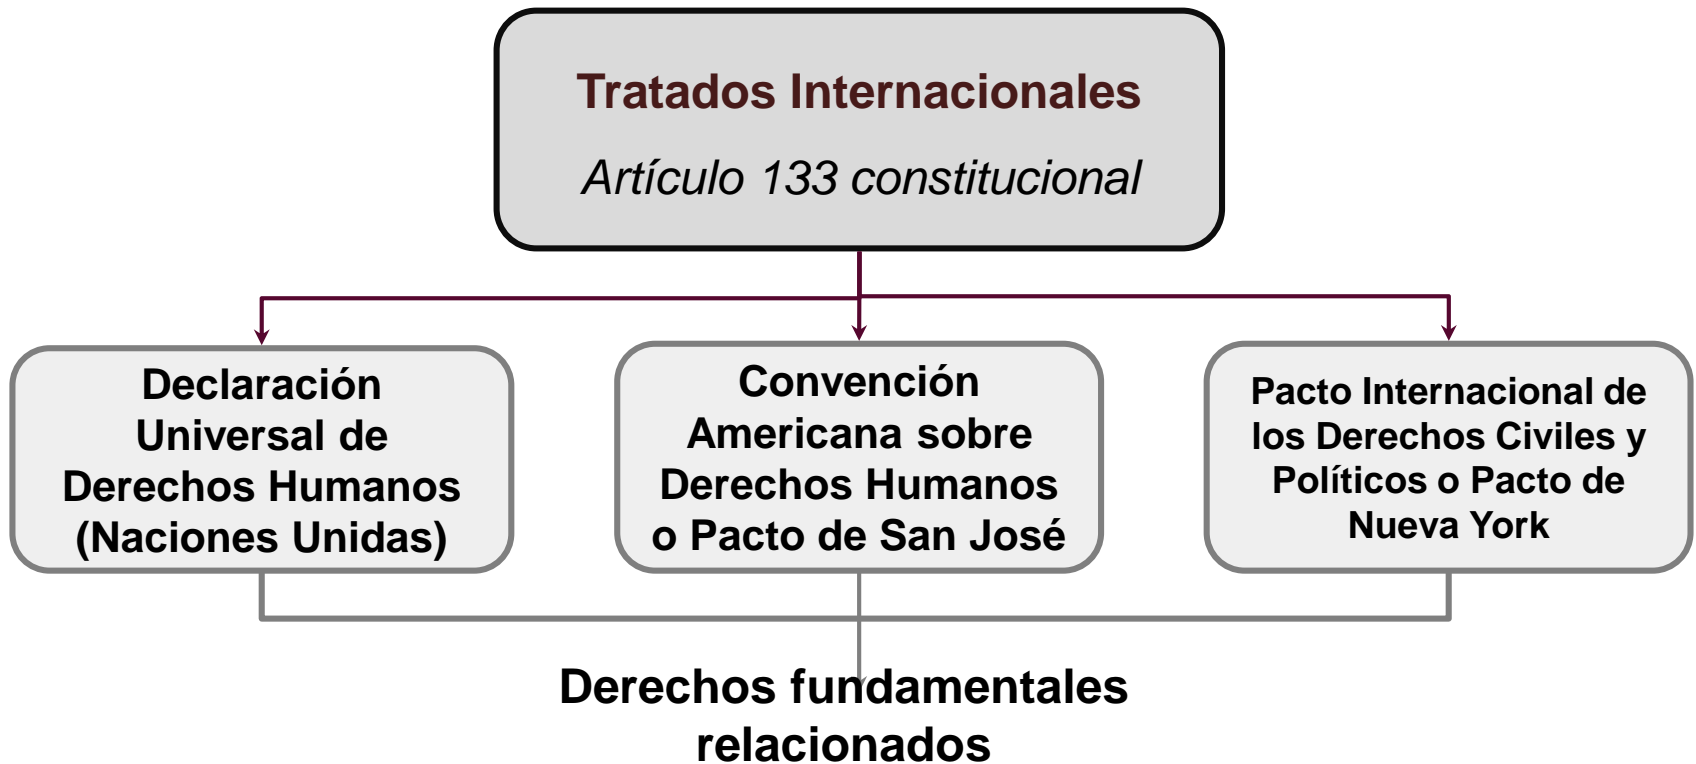 Tratados Internacionales
Artículo 133 constitucional
Declaración
Universal de
Derechos Humanos
(Naciones Unidas)
Convención
Americana sobre
Derechos Humanos
o Pacto de San José
Pacto Internacional de
los Derechos Civiles y
Políticos o Pacto de
Nueva York
Derechos fundamentales
relacionados